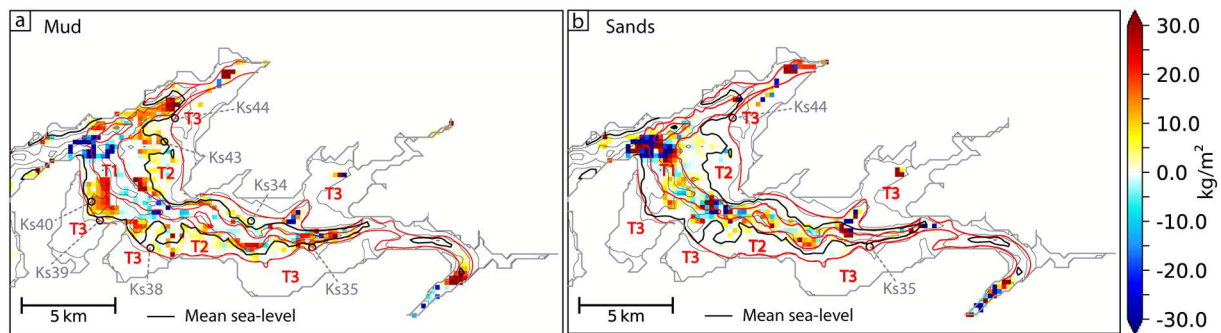 a Mud
T3
Ks44
Ks43
T1
T2
Ks34
T3
Ks40
T3
T2
Ks39
T3
Ks38
T3
Ks35
5 km
Mean sea-level
b Sands
Ks44
T3
T1
T2
T3
T3
T2
T3
T3
Ks35
5 km
Mean sea-level
30.0
20.0
10.0
0.0
-10.0
-20.0
-30.0
kg/m²